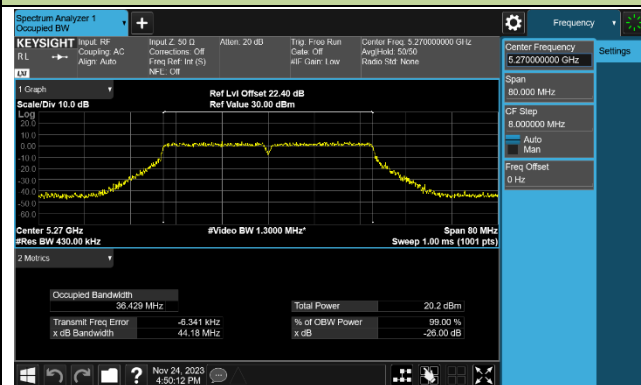 Spectrum Analyzer 1
Occupied BW
Frequency
KEYSIGHT
Input: RF
Coupling: AC
Align: Auto
Input Z: 50 Ω
Corrections: Off
Freq Ref: Int (S)
NFE: Off
Atten: 20 dB
Trig: Free Run
Gate: Off
#IF Gain: Low
Center Freq: 5.270000000 GHz
Avg|Hold: 50/50
Radio Std: None
RL
LXI
Center Frequency
5.270000000 GHz
Settings
Span
80.000 MHz
CF Step
8.000000 MHz
Auto
Man
Freq Offset
0 Hz
1 Graph
Scale/Div 10.0 dB
Ref Lvl Offset 22.40 dB
Ref Value 30.00 dBm
Log
20.0
10.0
0.0
-10.0
-20.0
-30.0
-40.0
-50.0
-60.0
Center 5.27 GHz
#Res BW 430.00 kHz
#Video BW 1.3000 MHz*
Span 80 MHz
Sweep 1.00 ms (1001 pts)
2 Metrics
Occupied Bandwidth
36.429 MHz
Total Power 20.2 dBm
Transmit Freq Error -6.341 kHz
% of OBW Power 99.00 %
x dB Bandwidth 44.18 MHz
x dB -26.00 dB
?
Nov 24, 2023
4:50:12 PM